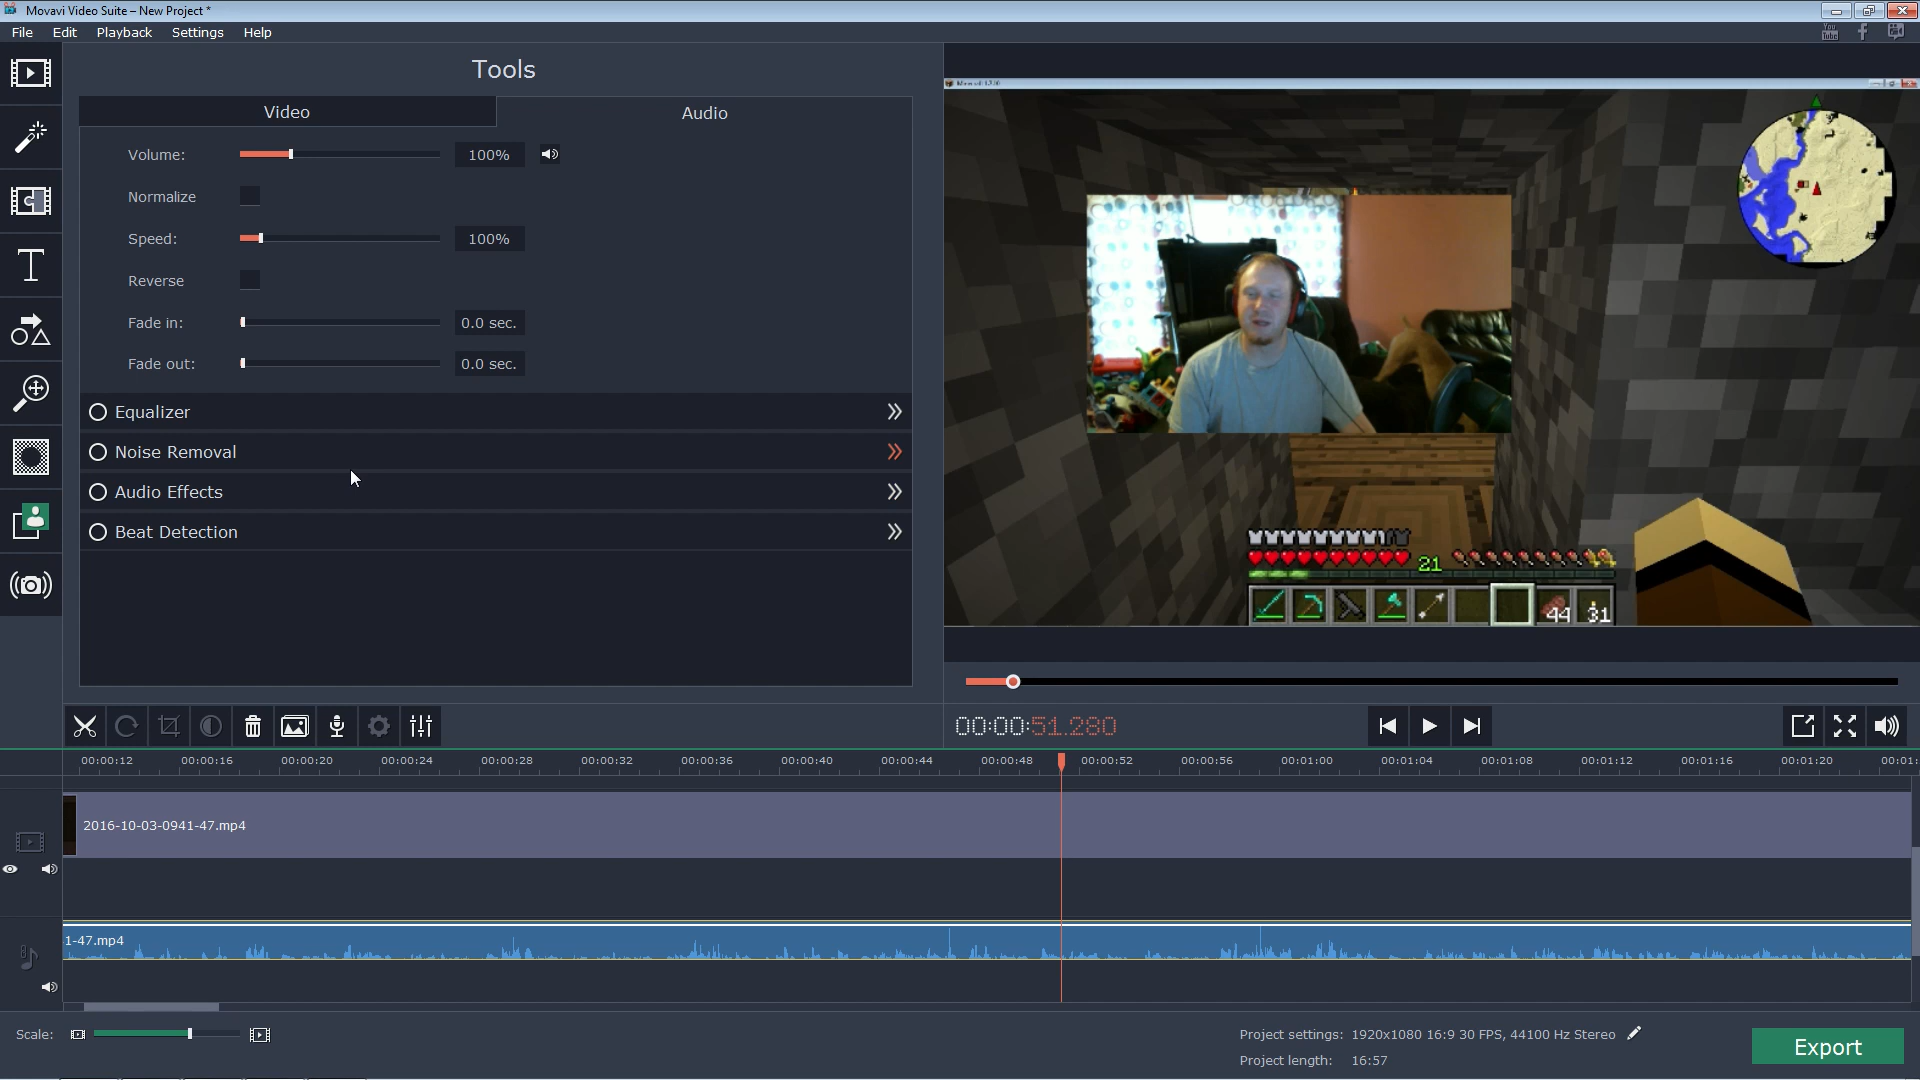 Movavi Video Suite – New Project *
File Edit Playback Settings Help
You Tube
Tools
Video Audio
Volume: 100%
Normalize
Speed: 100%
Reverse
Fade in: 0.0 sec.
Fade out: 0.0 sec.
Equalizer
Noise Removal
Audio Effects
Beat Detection
21
44 31
00:00:51.280
00:00:12 00:00:16 00:00:20 00:00:24 00:00:28 00:00:32 00:00:36 00:00:40 00:00:44 00:00:48 00:00:52 00:00:56 00:01:00 00:01:04 00:01:08 00:01:12 00:01:16 00:01:20 00:01:
2016-10-03-0941-47.mp4
1-47.mp4
Scale:
Project settings: 1920x1080 16:9 30 FPS, 44100 Hz Stereo
Project length: 16:57
Export